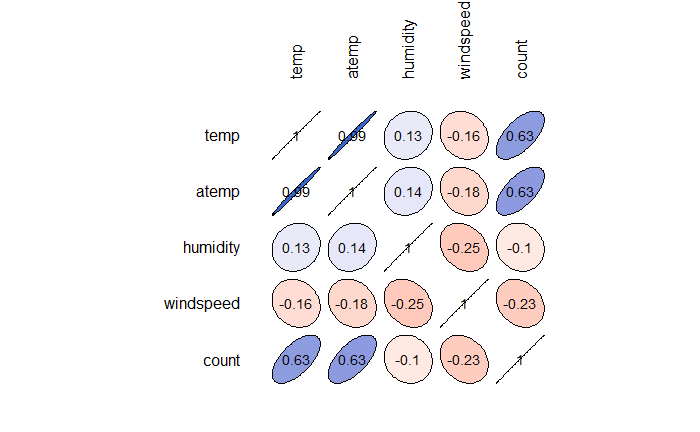 temp atemp humidity windspeed count
temp 1 0.99 0.13 -0.16 0.63
atemp 0.99 1 0.14 -0.18 0.63
humidity 0.13 0.14 1 -0.25 -0.1
windspeed -0.16 -0.18 -0.25 1 -0.23
count 0.63 0.63 -0.1 -0.23 1